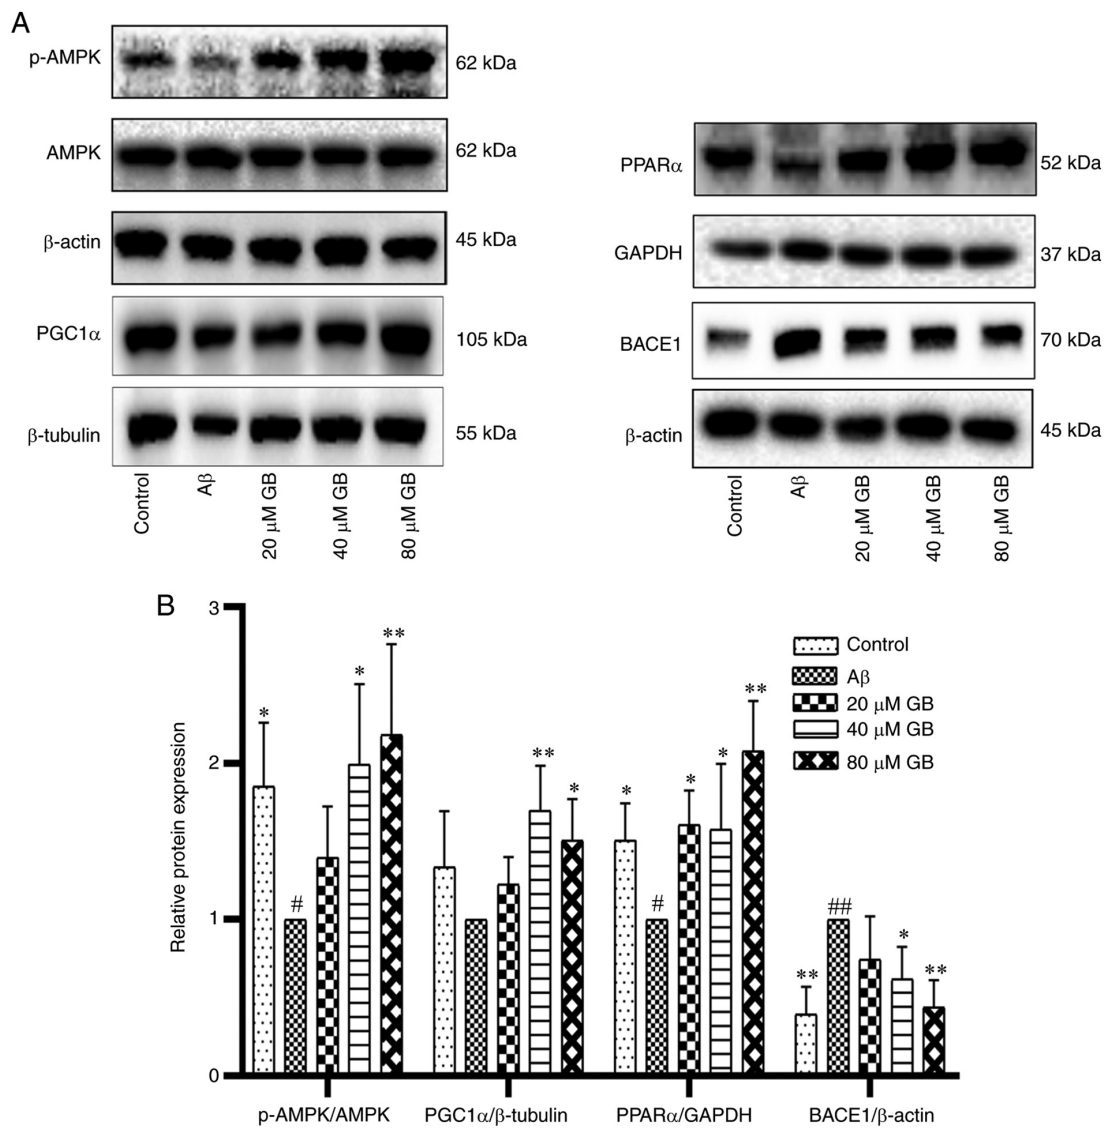 A
p-AMPK
62 kDa
AMPK
62 kDa
β-actin
45 kDa
PGC1α
105 kDa
β-tubulin
55 kDa
Control
Aβ
20 μM GB
40 μM GB
80 μM GB
PPARα
52 kDa
GAPDH
37 kDa
BACE1
70 kDa
β-actin
45 kDa
Control
Aβ
20 μM GB
40 μM GB
80 μM GB
B
Relative protein expression
3
2
1
0
* # * **
** *
* # * * **
** ## * **
Control
Aβ
20 μM GB
40 μM GB
80 μM GB
p-AMPK/AMPK
PGC1α/β-tubulin
PPARα/GAPDH
BACE1/β-actin